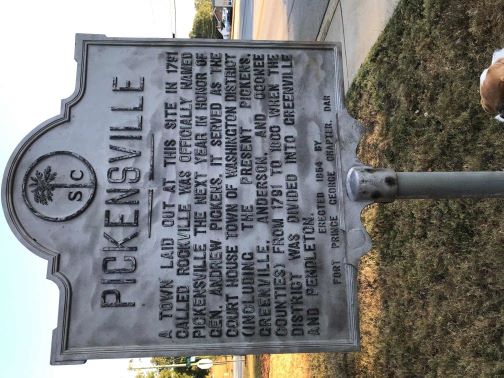 S C
PICKENSVILLE
A TOWN LAID OUT AT THIS SITE IN 1791
CALLED ROCKVILLE WAS OFFICIALLY NAMED
PICKENSVILLE THE NEXT YEAR IN HONOR OF
GEN. ANDREW PICKENS. IT SERVED AS THE
COURT HOUSE TOWN OF WASHINGTON DISTRICT
(INCLUDING THE PRESENT PICKENS,
GREENVILLE, ANDERSON, AND OCONEE
COUNTIES) FROM 1791 TO 1800 WHEN THE
DISTRICT WAS DIVIDED INTO GREENVILLE
AND PENDLETON.
ERECTED 1954 BY
FORT PRINCE GEORGE CHAPTER, DAR